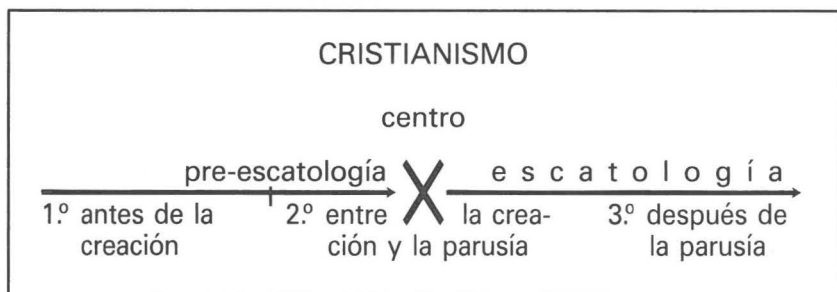 CRISTIANISMO
centro
pre-escatología X escatología
1.º antes de la 2.º entre la crea-
creación ción y la parusía 3.º después de
la parusía